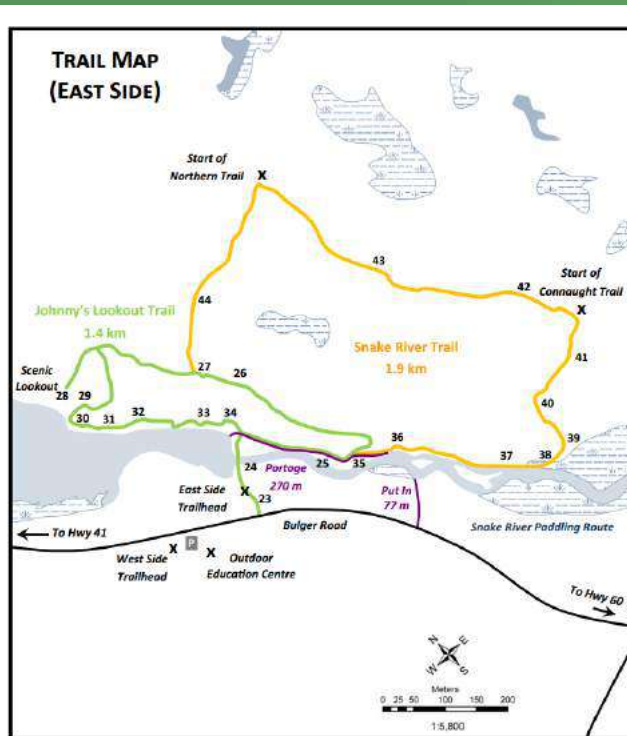 TRAIL MAP
(EAST SIDE)
Start of
Northern Trail
X
43
42
Start of
Connaught Trail
X
44
Johnny's Lookout Trail
1.4 km
Snake River Trail
1.9 km
41
27
26
Scenic
Lookout
28
29
40
30
31
32
33
34
36
39
24
Portage
270 m
25
35
37
38
East Side
Trailhead
X
23
Put In
77 m
Bulger Road
Snake River Paddling Route
To Hwy 41
West Side
Trailhead
X
P
X
Outdoor
Education Centre
To Hwy 60
N
E
W
S
Meters
0 25 50 100 150 200
1:5,800